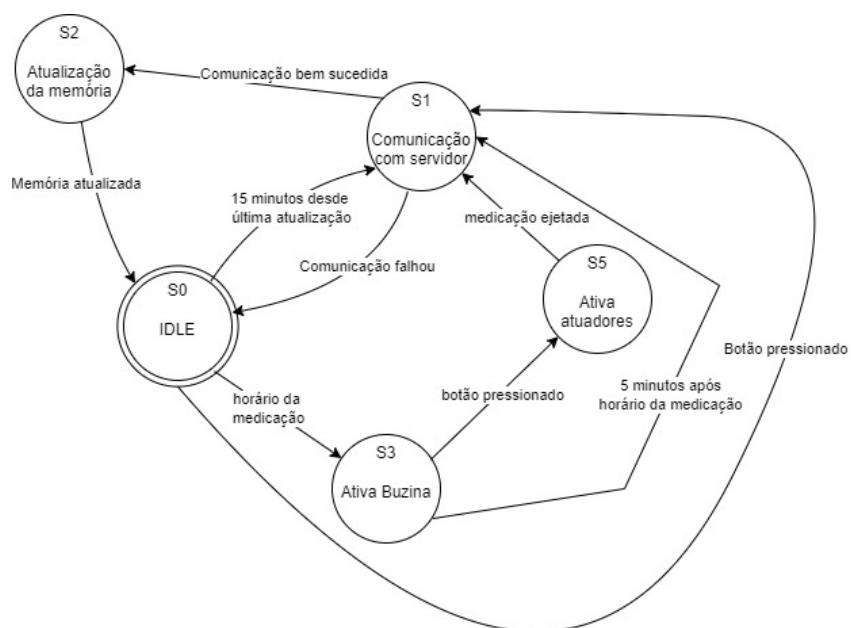 S2
Atualização
da memória
Comunicação bem sucedida
S1
Comunicação
com servidor
Memória atualizada
15 minutos desde
última atualização
medicação ejetada
Comunicação falhou
S0
IDLE
S5
Ativa
atuadores
Botão pressionado
horário da
medicação
botão pressionado
5 minutos após
horário da medicação
S3
Ativa Buzina